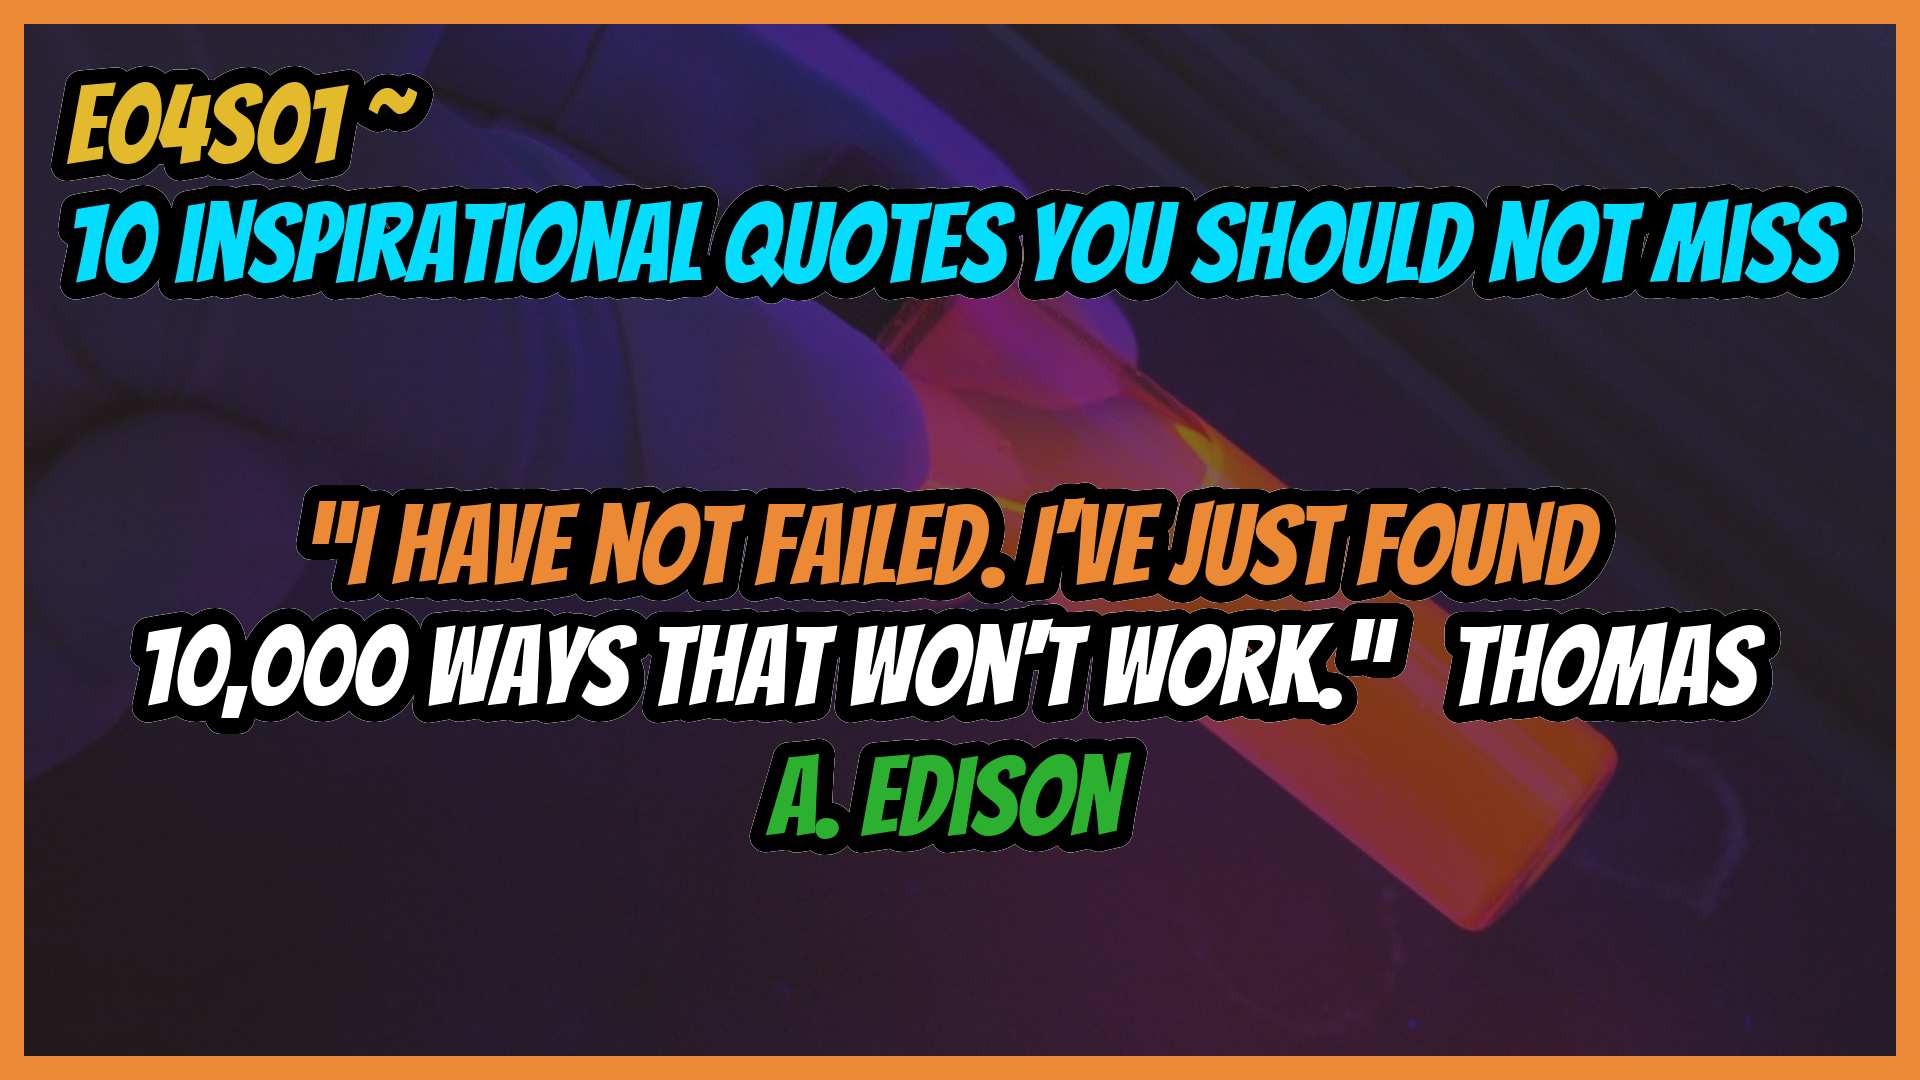 E04S01 ~
10 INSPIRATIONAL QUOTES YOU SHOULD NOT MISS
"I HAVE NOT FAILED. I'VE JUST FOUND
10,000 WAYS THAT WON'T WORK." THOMAS
A. EDISON